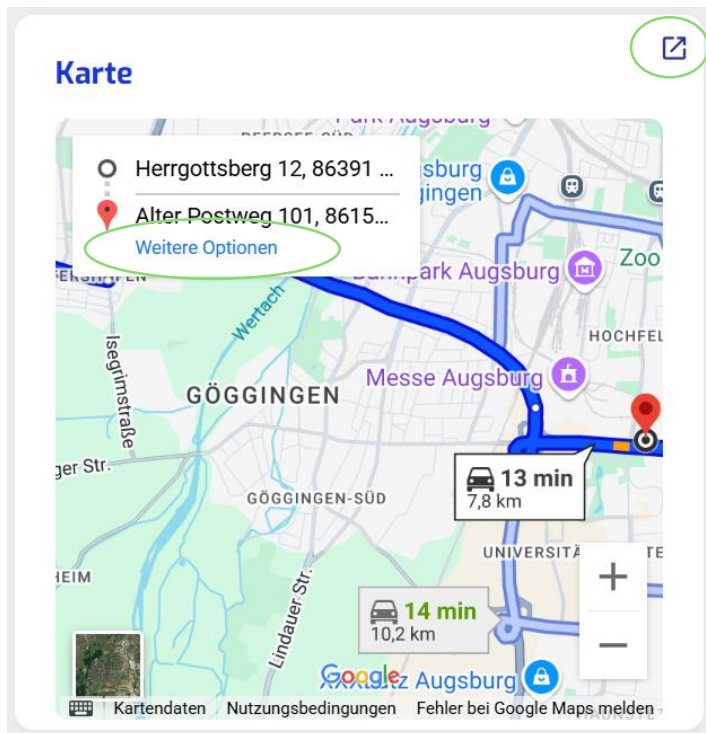 Karte
Park Augsburg
Herrgottsberg 12, 86391 ...
Alter Postweg 101, 8615...
Weitere Optionen
Augsburg
Zoo
Wertach
HOCHFEL
Isegrimstraße
GÖGGINGEN
Messe Augsburg
ger Str.
13 min
7,8 km
GÖGGINGEN-SÜD
UNIVERSITÄ
HEIM
Lindauer Str.
14 min
10,2 km
Google
Augsburg
Kartendaten
Nutzungsbedingungen
Fehler bei Google Maps melden